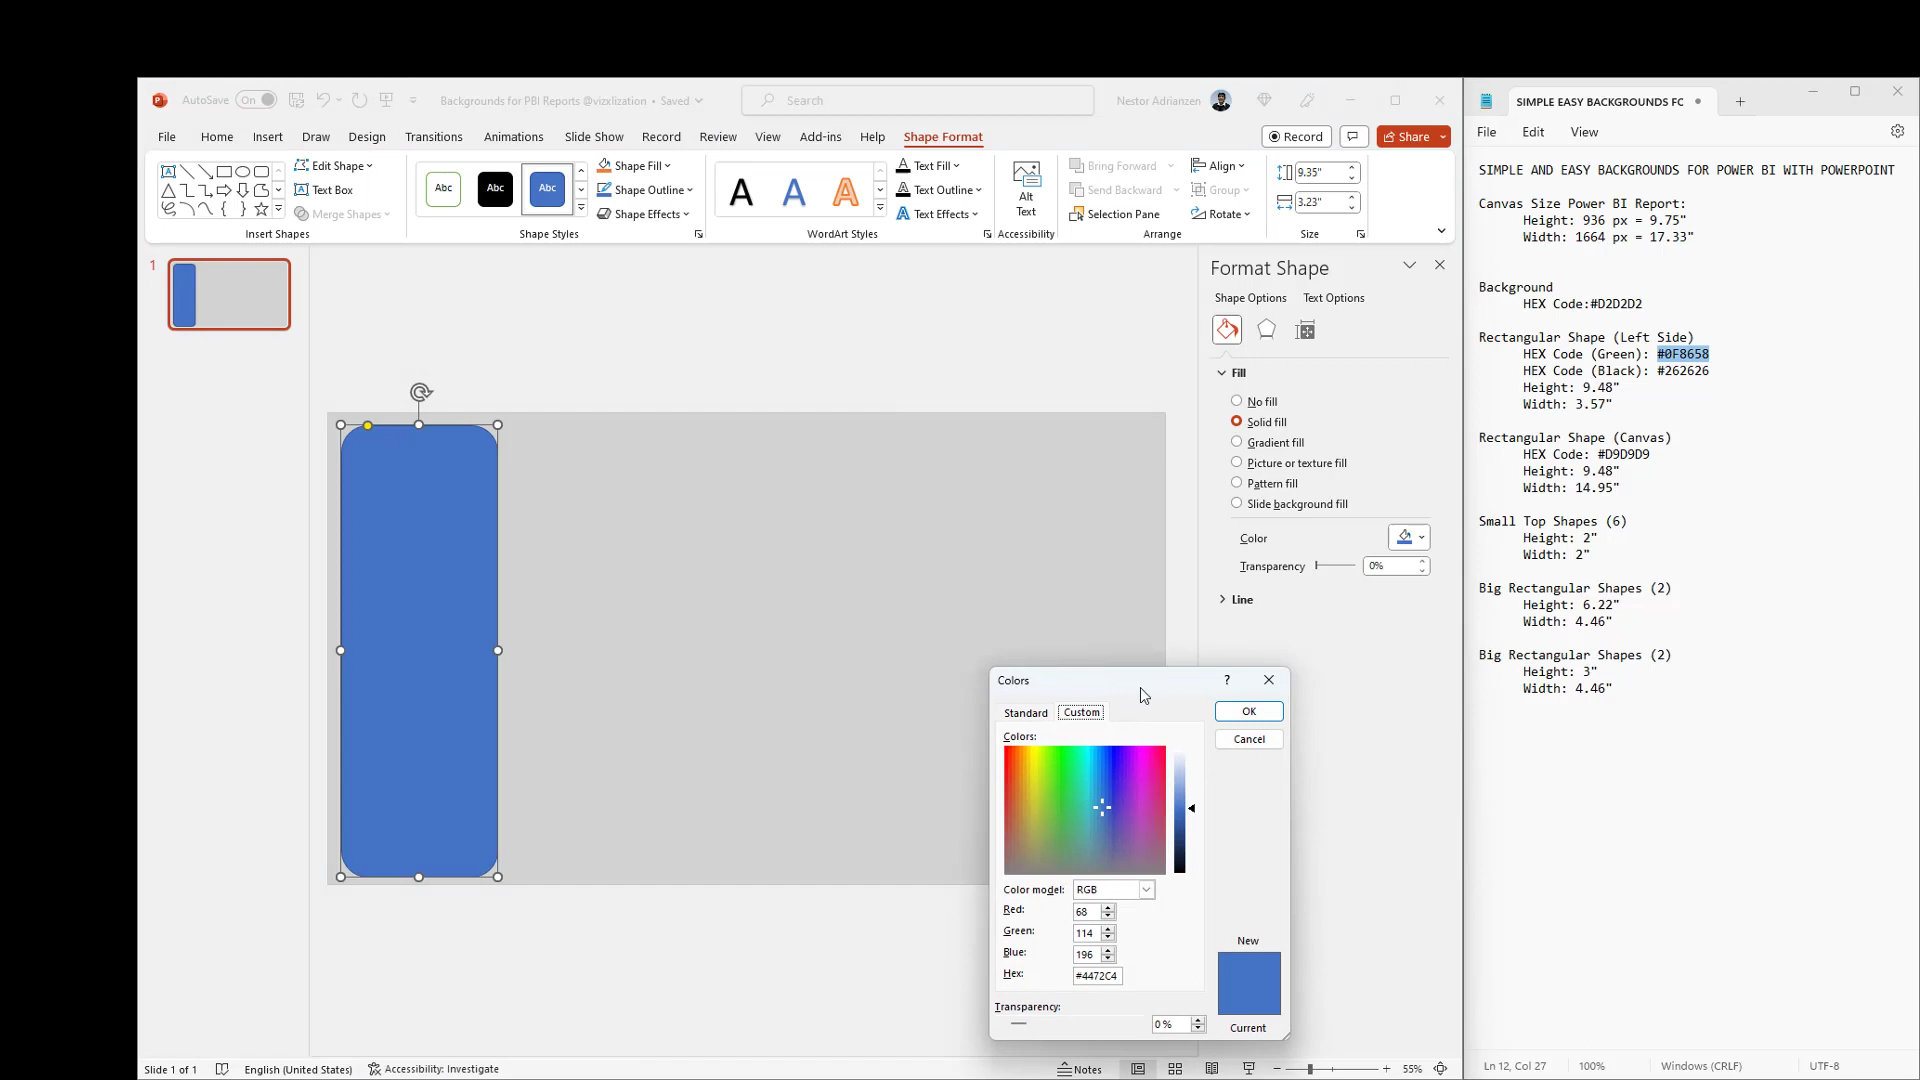 AutoSave On Backgrounds for PBI Reports @vizxlization • Saved Search Nestor Adrianzen
File Home Insert Draw Design Transitions Animations Slide Show Record Review View Add-ins Help Shape Format Record Share
Edit Shape
Text Box
Merge Shapes
Insert Shapes
Abc Abc Abc
Shape Fill
Shape Outline
Shape Effects
Shape Styles
A A A
Text Fill
Text Outline
Text Effects
WordArt Styles
Alt
Text
Accessibility
Bring Forward
Send Backward
Selection Pane
Align
Group
Rotate
Arrange
9.35"
3.23"
Size
1
Format Shape
Shape Options Text Options
Fill
No fill
Solid fill
Gradient fill
Picture or texture fill
Pattern fill
Slide background fill
Color
Transparency 0%
Line
Colors ?
Standard Custom
OK
Cancel
Colors:
Color model: RGB
Red: 68
Green: 114
Blue: 196
Hex: #4472C4
Transparency:
0 %
New
Current
Slide 1 of 1 English (United States) Accessibility: Investigate Notes 55%
SIMPLE EASY BACKGROUNDS FC
File Edit View
SIMPLE AND EASY BACKGROUNDS FOR POWER BI WITH POWERPOINT
Canvas Size Power BI Report:
Height: 936 px = 9.75"
Width: 1664 px = 17.33"
Background
HEX Code:#D2D2D2
Rectangular Shape (Left Side)
HEX Code (Green): #0F8658
HEX Code (Black): #262626
Height: 9.48"
Width: 3.57"
Rectangular Shape (Canvas)
HEX Code: #D9D9D9
Height: 9.48"
Width: 14.95"
Small Top Shapes (6)
Height: 2"
Width: 2"
Big Rectangular Shapes (2)
Height: 6.22"
Width: 4.46"
Big Rectangular Shapes (2)
Height: 3"
Width: 4.46"
Ln 12, Col 27 100% Windows (CRLF) UTF-8